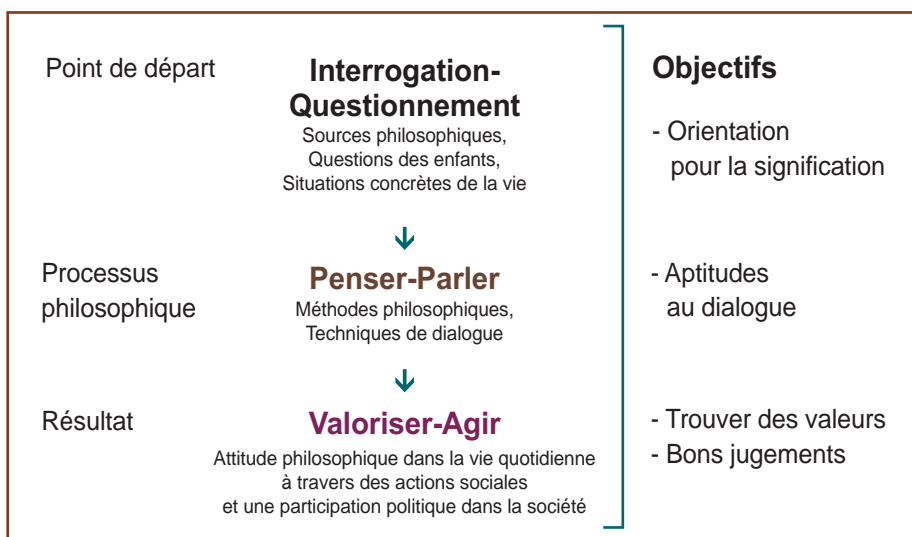 Point de départ
Interrogation-
Questionnement
Sources philosophiques,
Questions des enfants,
Situations concrètes de la vie
Objectifs
- Orientation
pour la signification
Processus
philosophique
Penser-Parler
Méthodes philosophiques,
Techniques de dialogue
- Aptitudes
au dialogue
Résultat
Valoriser-Agir
Attitude philosophique dans la vie quotidienne
à travers des actions sociales
et une participation politique dans la société
- Trouver des valeurs
- Bons jugements